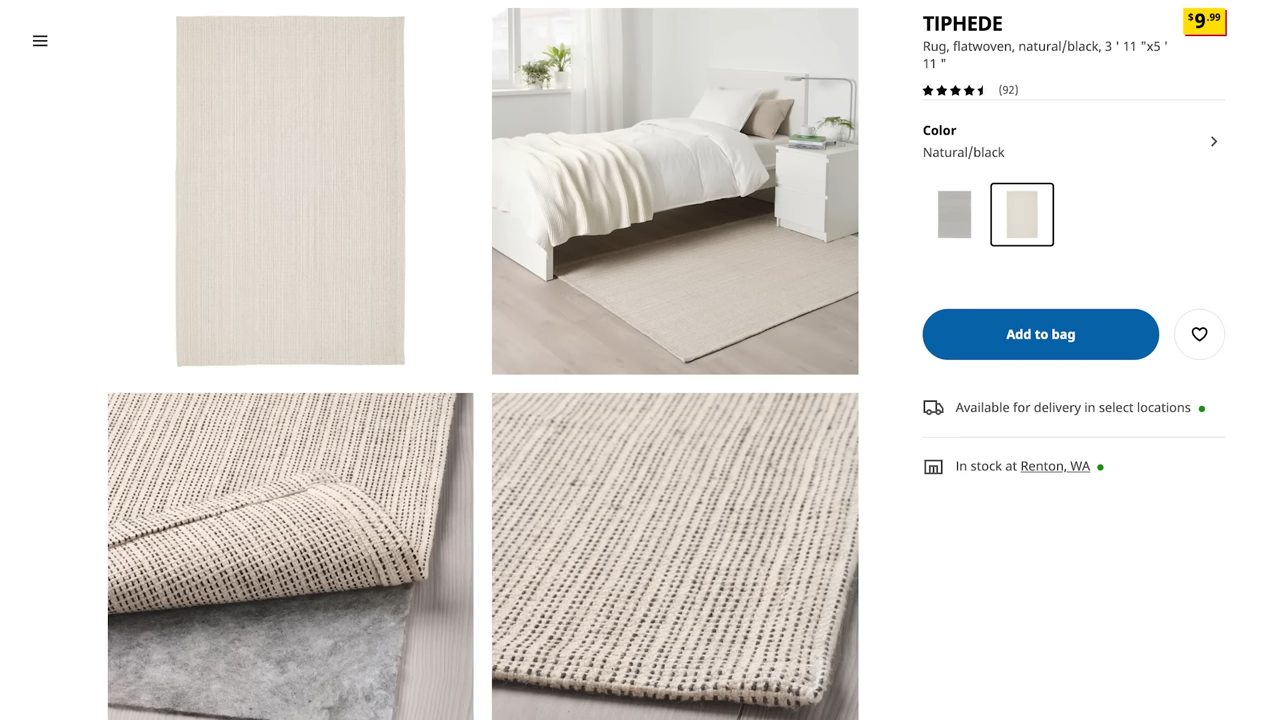 TIPHEDE
$9.99
Rug, flatwoven, natural/black, 3 ' 11 "x5 '
11 "
(92)
Color
Natural/black
Add to bag
Available for delivery in select locations
In stock at Renton, WA